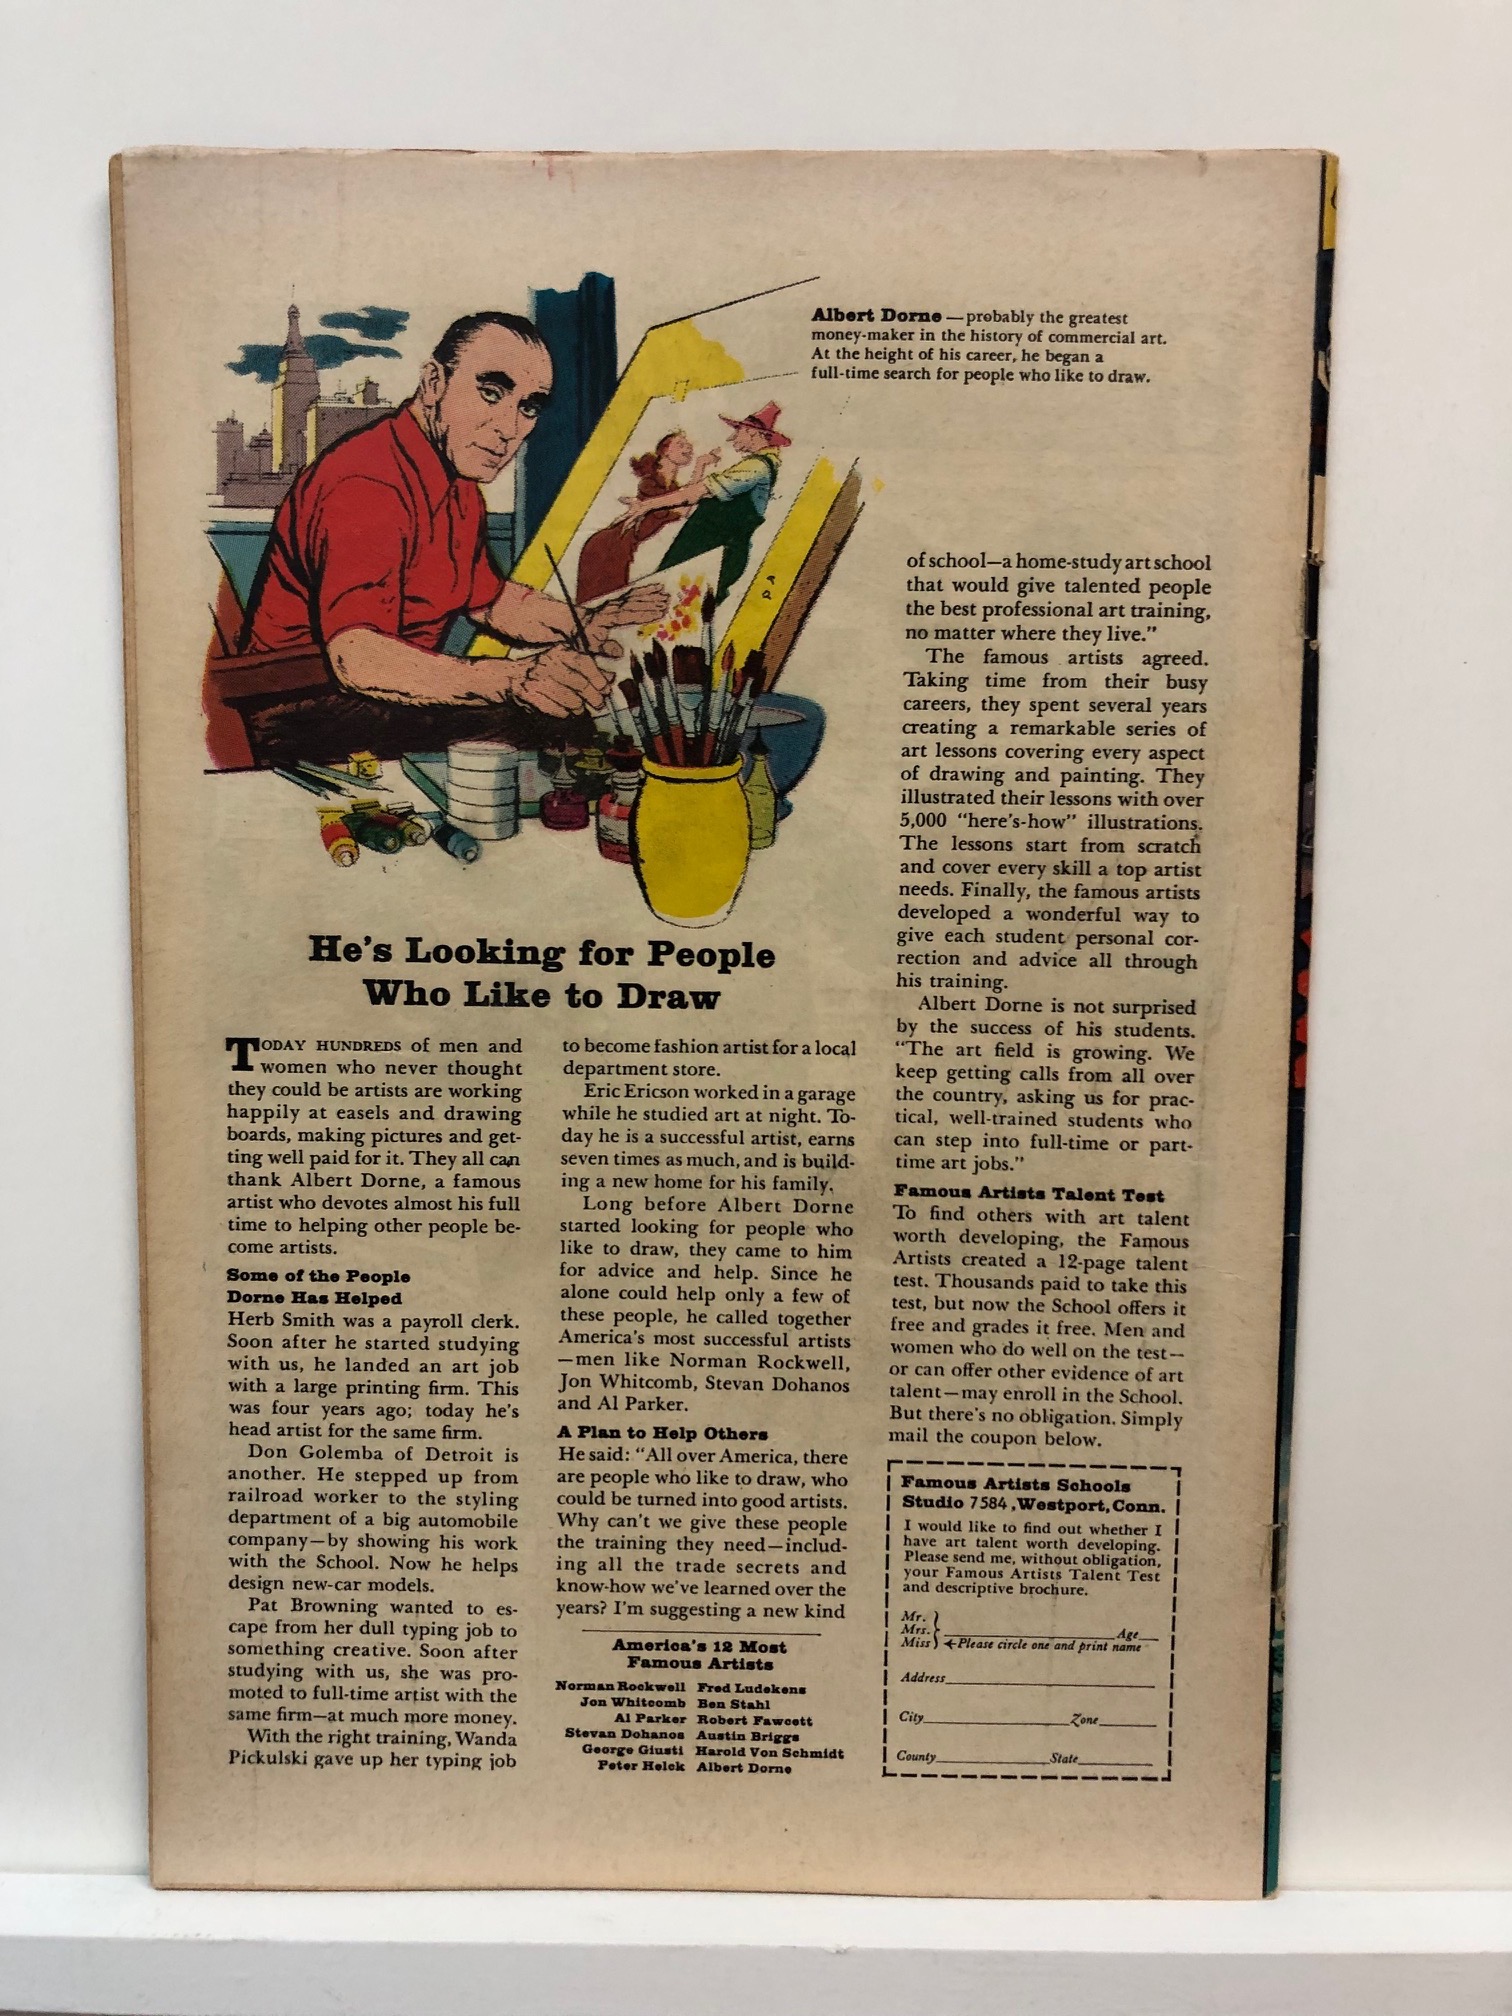 Albert Dorne — probably the greatest
money-maker in the history of commercial art.
At the height of his career, he began a
full-time search for people who like to draw.
He's Looking for People
Who Like to Draw
TODAY HUNDREDS of men and
women who never thought
they could be artists are working
happily at easels and drawing
boards, making pictures and get-
ting well paid for it. They all can
thank Albert Dorne, a famous
artist who devotes almost his full
time to helping other people be-
come artists.
Some of the People
Dorne Has Helped
Herb Smith was a payroll clerk.
Soon after he started studying
with us, he landed an art job
with a large printing firm. This
was four years ago; today he's
head artist for the same firm.
Don Golemba of Detroit is
another. He stepped up from
railroad worker to the styling
department of a big automobile
company—by showing his work
with the School. Now he helps
design new-car models.
Pat Browning wanted to es-
cape from her dull typing job to
something creative. Soon after
studying with us, she was pro-
moted to full-time artist with the
same firm—at much more money.
With the right training, Wanda
Pickulski gave up her typing job
to become fashion artist for a local
department store.
Eric Ericson worked in a garage
while he studied art at night. To-
day he is a successful artist, earns
seven times as much, and is build-
ing a new home for his family.
Long before Albert Dorne
started looking for people who
like to draw, they came to him
for advice and help. Since he
alone could help only a few of
these people, he called together
America's most successful artists
—men like Norman Rockwell,
Jon Whitcomb, Stevan Dohanos
and Al Parker.
A Plan to Help Others
He said: "All over America, there
are people who like to draw, who
could be turned into good artists.
Why can't we give these people
the training they need—includ-
ing all the trade secrets and
know-how we've learned over the
years? I'm suggesting a new kind
America's 12 Most
Famous Artists
Norman Rockwell Fred Ludekens
Jon Whitcomb Ben Stahl
Al Parker Robert Fawcett
Stevan Dohanos Austin Briggs
George Giusti Harold Von Schmidt
Peter Helck Albert Dorne
of school—a home-study art school
that would give talented people
the best professional art training,
no matter where they live."
The famous artists agreed.
Taking time from their busy
careers, they spent several years
creating a remarkable series of
art lessons covering every aspect
of drawing and painting. They
illustrated their lessons with over
5,000 "here's-how" illustrations.
The lessons start from scratch
and cover every skill a top artist
needs. Finally, the famous artists
developed a wonderful way to
give each student personal cor-
rection and advice all through
his training.
Albert Dorne is not surprised
by the success of his students.
"The art field is growing. We
keep getting calls from all over
the country, asking us for prac-
tical, well-trained students who
can step into full-time or part-
time art jobs."
Famous Artists Talent Test
To find others with art talent
worth developing, the Famous
Artists created a 12-page talent
test. Thousands paid to take this
test, but now the School offers it
free and grades it free. Men and
women who do well on the test—
or can offer other evidence of art
talent—may enroll in the School.
But there's no obligation. Simply
mail the coupon below.
Famous Artists Schools
Studio 7584, Westport, Conn.
I would like to find out whether I
have art talent worth developing.
Please send me, without obligation,
your Famous Artists Talent Test
and descriptive brochure.
Mr.
Mrs. Age
Miss ←Please circle one and print name
Address
City Zone
County State